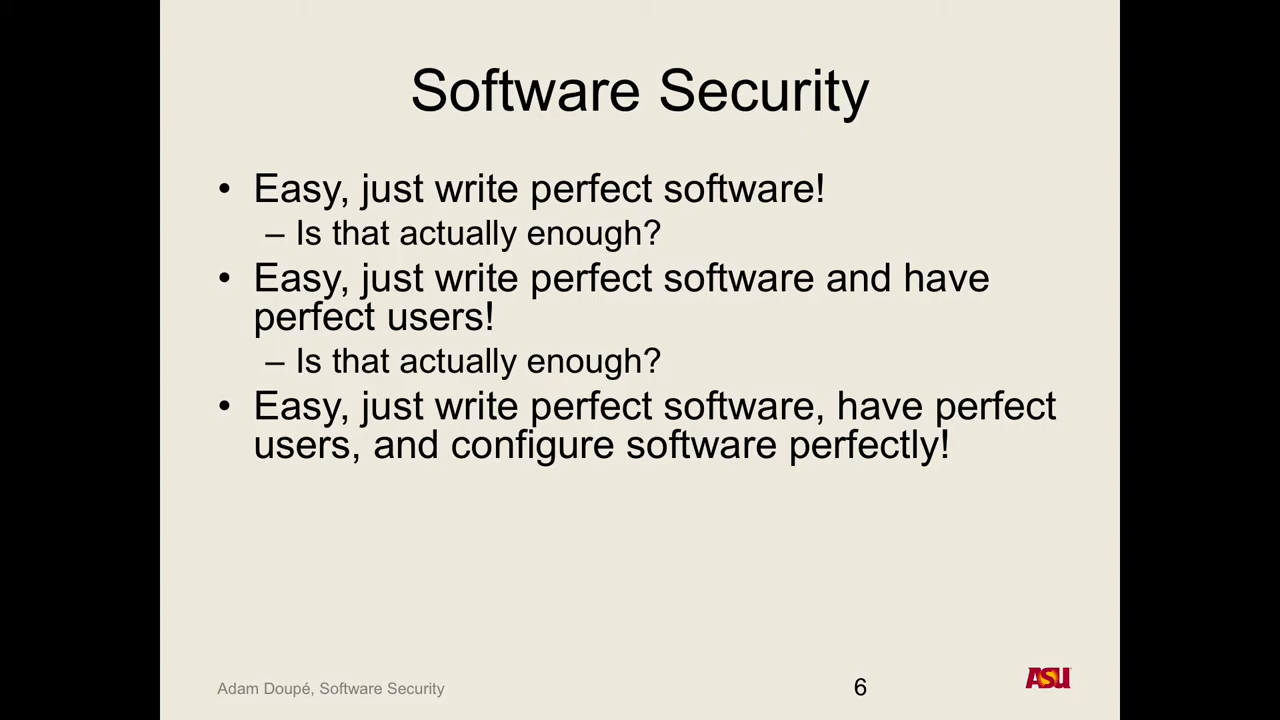 Software Security
• Easy, just write perfect software!
– Is that actually enough?
• Easy, just write perfect software and have
perfect users!
– Is that actually enough?
• Easy, just write perfect software, have perfect
users, and configure software perfectly!
Adam Doupé, Software Security
6
ASU